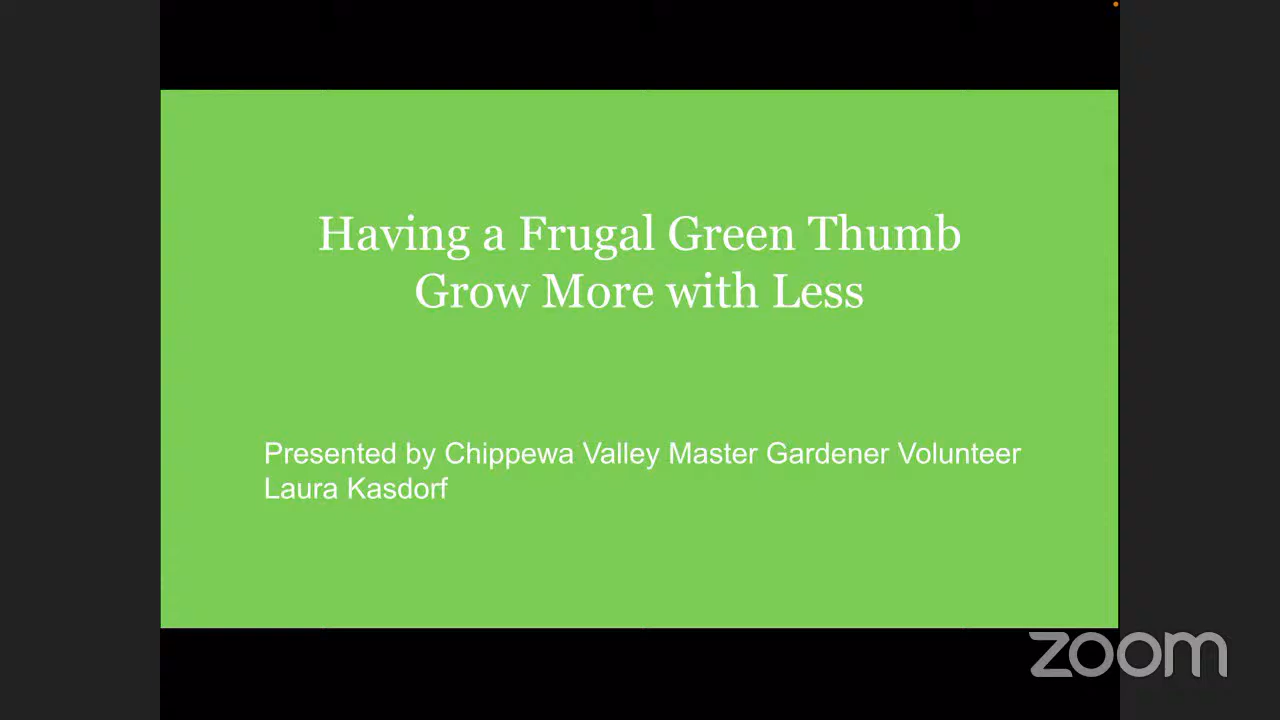 Having a Frugal Green Thumb
Grow More with Less
Presented by Chippewa Valley Master Gardener Volunteer
Laura Kasdorf
zoom